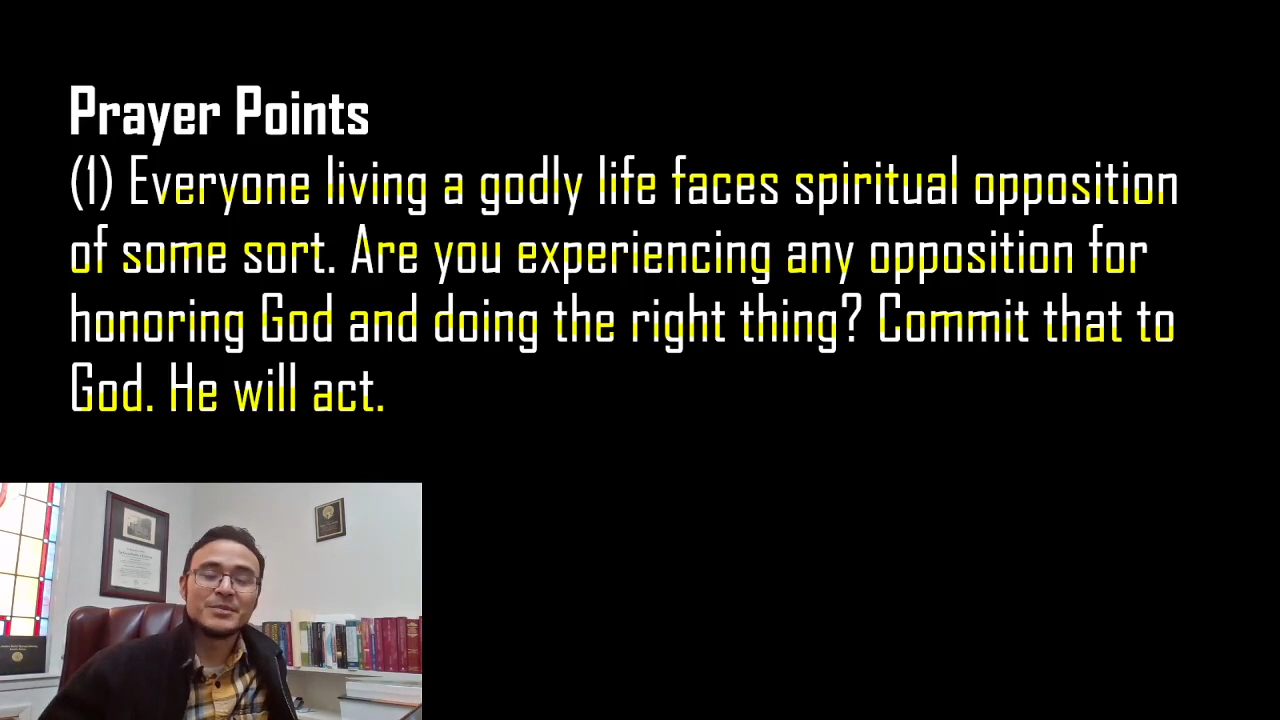 Prayer Points
(1) Everyone living a godly life faces spiritual opposition
of some sort. Are you experiencing any opposition for
honoring God and doing the right thing? Commit that to
God. He will act.